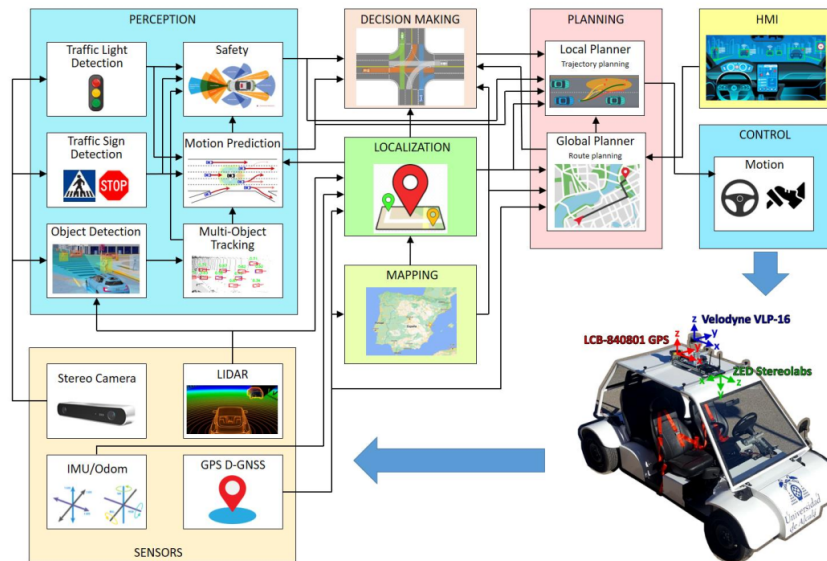 PERCEPTION
Traffic Light
Detection
Safety
Traffic Sign
Detection
STOP
Motion Prediction
Object Detection
Multi-Object
Tracking
DECISION MAKING
LOCALIZATION
MAPPING
PLANNING
Local Planner
Trajectory planning
Global Planner
Route planning
HMI
CONTROL
Motion
Stereo Camera
LIDAR
IMU/Odom
GPS D-GNSS
SENSORS
Velodyne VLP-16
LCB-840801 GPS
ZED Stereolabs
z
y
x
z
y
x
z
y
Universidad
de Alcalá